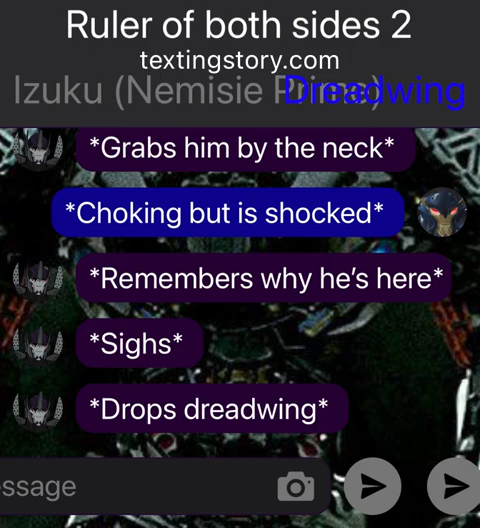 Ruler of both sides 2
textingstory.com
Izuku (Nemisie Prime) Dreadwing
*Grabs him by the neck*
*Choking but is shocked*
*Remembers why he’s here*
*Sighs*
*Drops dreadwing*
ssage